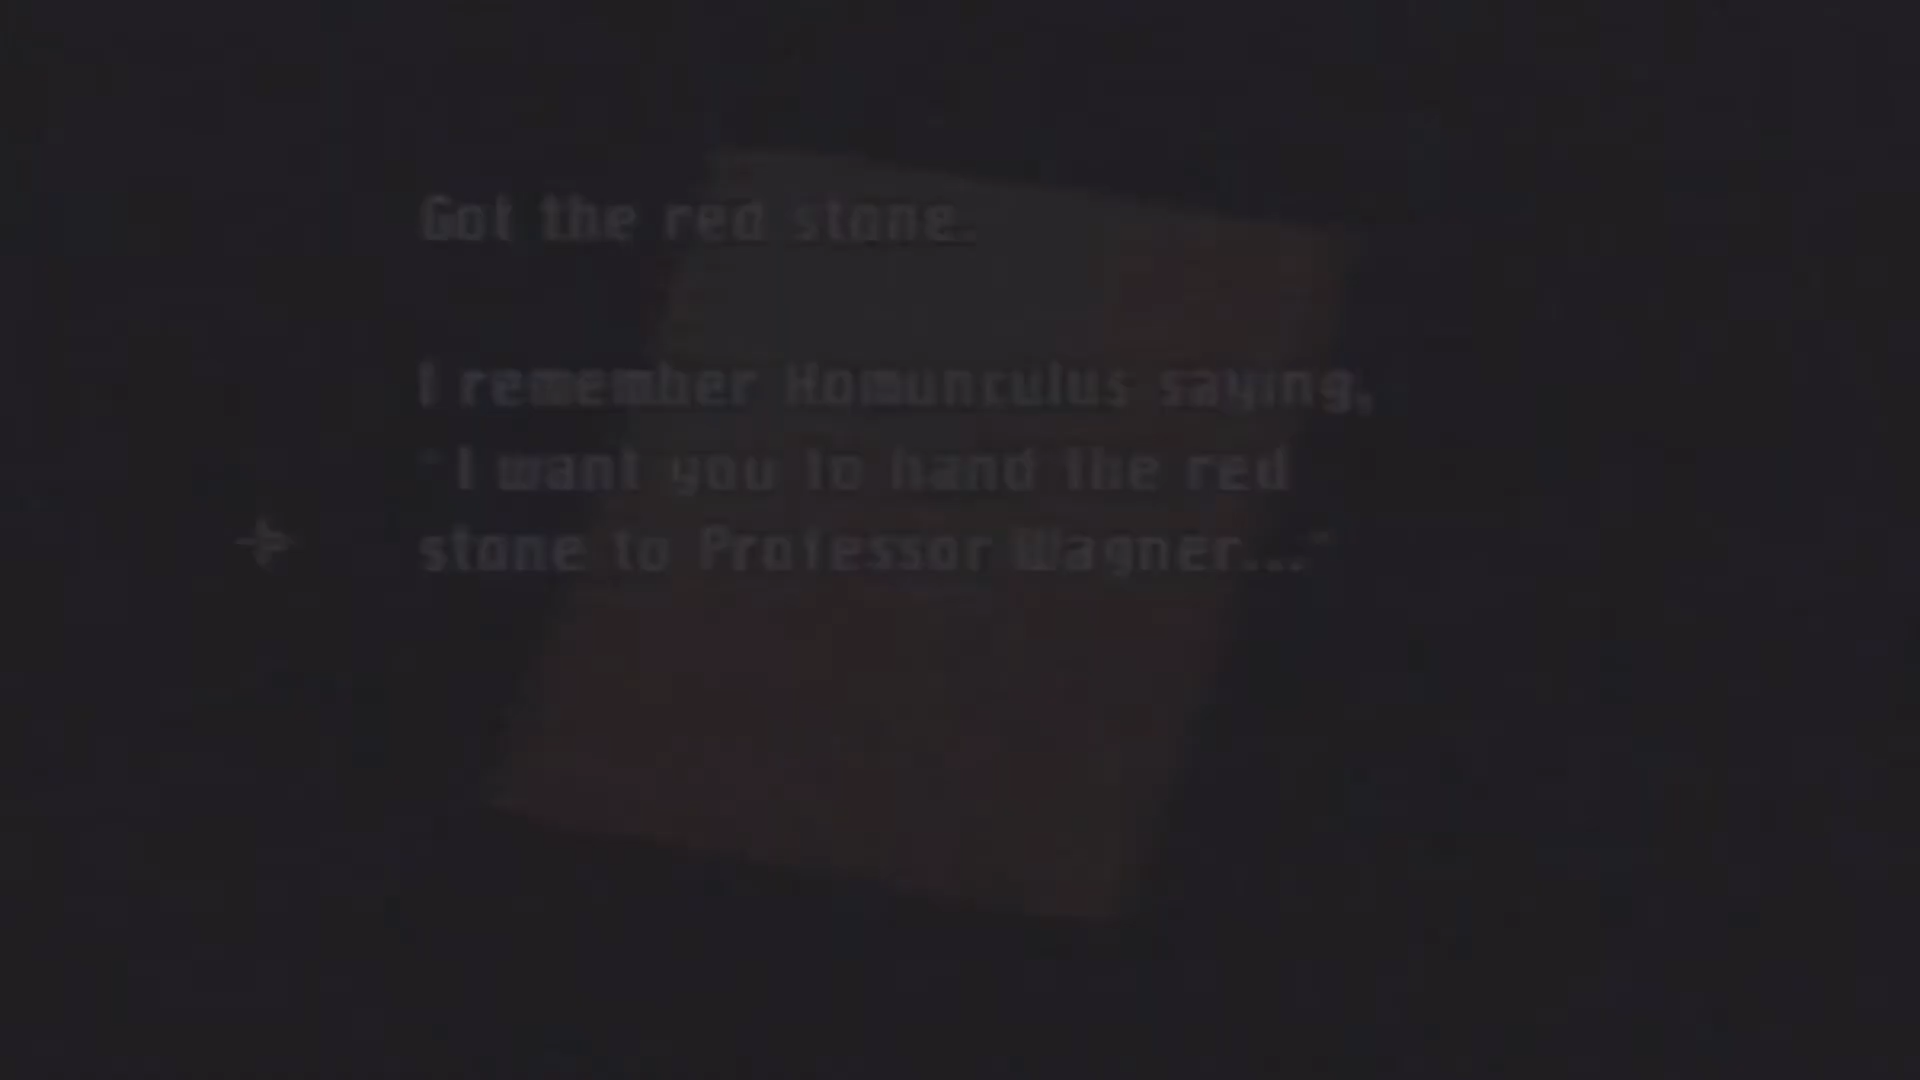 Got the red stone.
I remember Homunculus saying,
"I want you to hand the red
stone to Professor Wagner..."